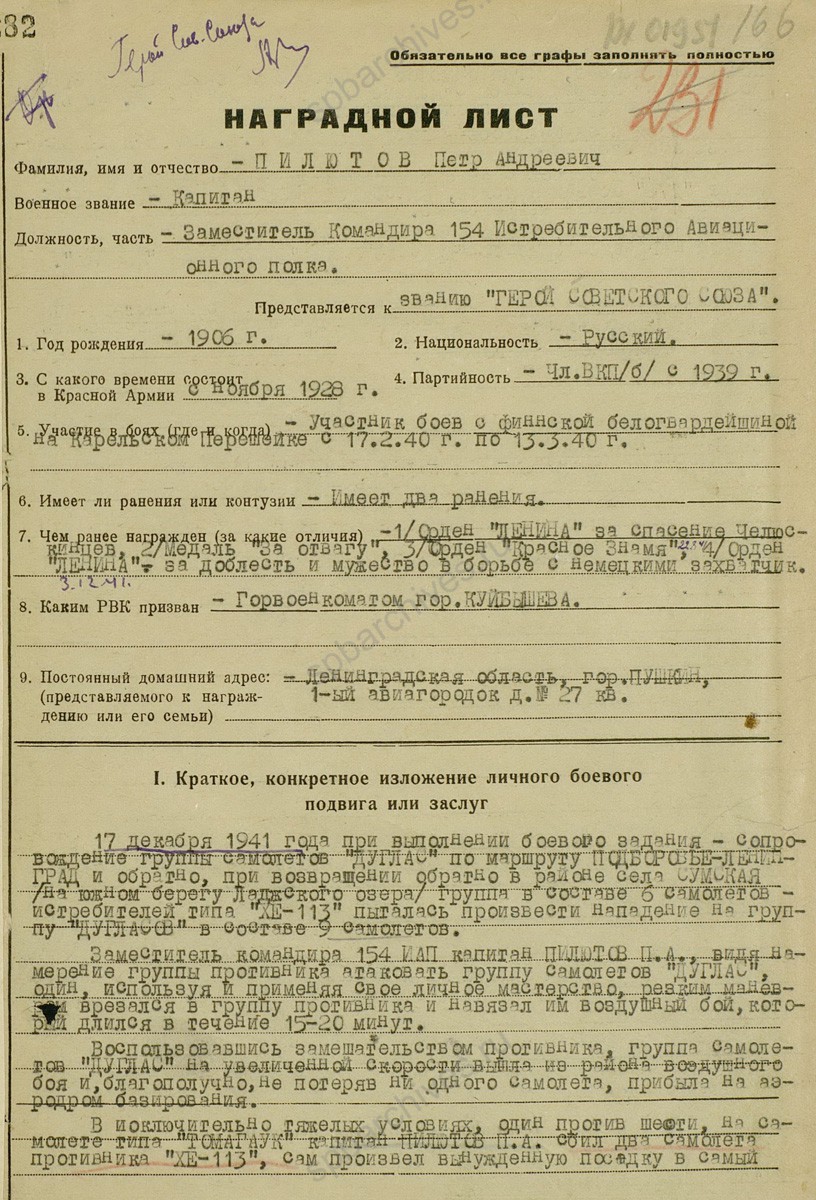 32
Герой Сов. Союза
166
Обязательно все графы заполнять полностью
231
НАГРАДНОЙ ЛИСТ
Фамилия, имя и отчество – ПИЛЮТОВ Петр Андреевич
Военное звание – Капитан
Должность, часть – Заместитель Командира 154 Истребительного Авиаци-
онного полка.
Представляется к званию "ГЕРОЙ СОВЕТСКОГО СОЮЗА".
1. Год рождения – 1906 г. 2. Национальность – Русский.
3. С какого времени состоит
в Красной Армии с ноября 1928 г. 4. Партийность – Чл.ВКП/б/ с 1939 г.
5. Участие в боях (где и когда) – Участник боев с финнской белогвардейщиной
на Карельском Перешейке с 17.2.40 г. по 13.3.40 г.
6. Имеет ли ранения или контузии – Имеет два ранения.
7. Чем ранее награжден (за какие отличия) –1/Орден "ЛЕНИНА" за спасение Челюс-
кинцев, 2/Медаль "За отвагу", 3/Орден "Красное Знамя", 4/Орден
"ЛЕНИНА"– за доблесть и мужество в борьбе с немецкими захватчик.
3.12.41.
8. Каким РВК призван – Горвоенкоматом гор.КУЙБЫШЕВА.
9. Постоянный домашний адрес: – Ленинградская область, гор.ПУШКИН,
(представляемого к награж- 1-ый авиагородок д.№ 27 кв.
дению или его семьи)
I. Краткое, конкретное изложение личного боевого
подвига или заслуг
17 декабря 1941 года при выполнении боевого задания – сопро-
вождение группы самолетов "ДУГЛАС" по маршруту ПОДБОРОВЬЕ-ЛЕНИН-
ГРАД и обратно, при возвращении обратно в районе села СУМСКАЯ
/на южном берегу Ладжского озера/ группа в составе 6 самолетов –
истребителей типа "ХЕ-113" пыталась произвести нападение на груп-
пу "ДУГЛАСОВ" в составе 9 самолетов.
Заместитель командира 154 ИАП капитан ПИЛЮТОВ П.А., видя на-
мерение группы противника атаковать группу самолетов "ДУГЛАС",
один, используя и применяя свое личное мастерство, резким манев-
врезался в группу противника и навязал им воздушный бой, кото-
рый длился в течение 15-20 минут.
Воспользовавшись замешательством противника, группа самоле-
тов "ДУГЛАС" на увеличенной скорости вышла из района воздушного
боя и,благополучно,не потеряв ни одного самолета, прибыла на аэ-
родром базирования.
В исключительно тяжелых условиях, один против шести, на са-
молете типа "ТОМАГАУК" капитан ПИЛЮТОВ П.А. сбил два самолета
противника "ХЕ-113", сам произвел вынужденную посадку в самый